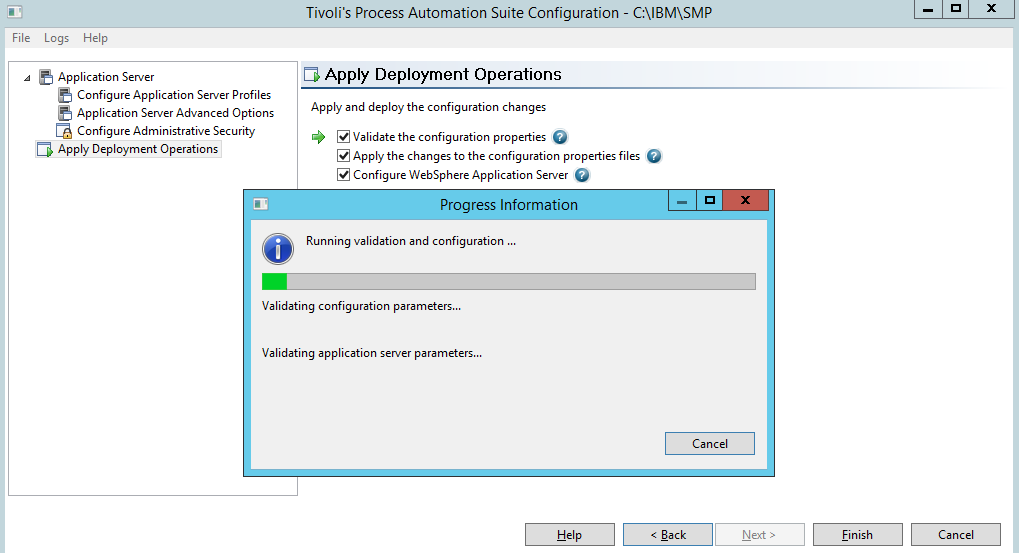 Tivoli's Process Automation Suite Configuration - C:\IBM\SMP
File Logs Help
Application Server
Configure Application Server Profiles
Application Server Advanced Options
Configure Administrative Security
Apply Deployment Operations
Apply Deployment Operations
Apply and deploy the configuration changes
Validate the configuration properties ?
Apply the changes to the configuration properties files ?
Configure WebSphere Application Server ?
Progress Information
Running validation and configuration ...
Validating configuration parameters...
Validating application server parameters...
Cancel
Help < Back Next > Finish Cancel